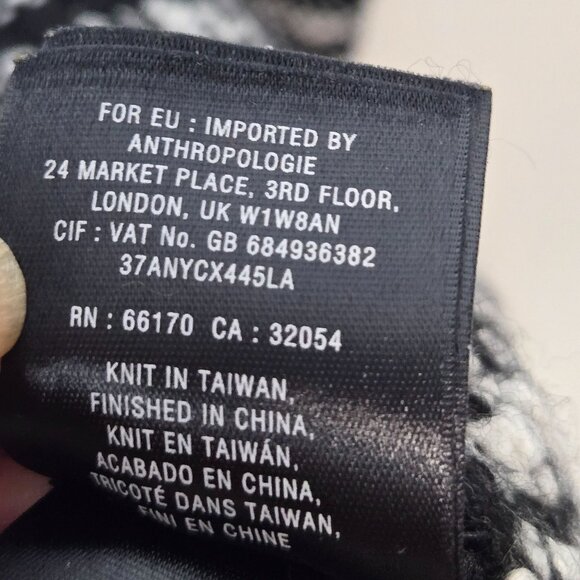 FOR EU : IMPORTED BY
ANTHROPOLOGIE
24 MARKET PLACE, 3RD FLOOR,
LONDON, UK W1W8AN
CIF : VAT No. GB 684936382
37ANYCX445LA
RN : 66170 CA : 32054
KNIT IN TAIWAN,
FINISHED IN CHINA,
KNIT EN TAIWÁN,
ACABADO EN CHINA,
TRICOTÉ DANS TAIWAN,
FINI EN CHINE